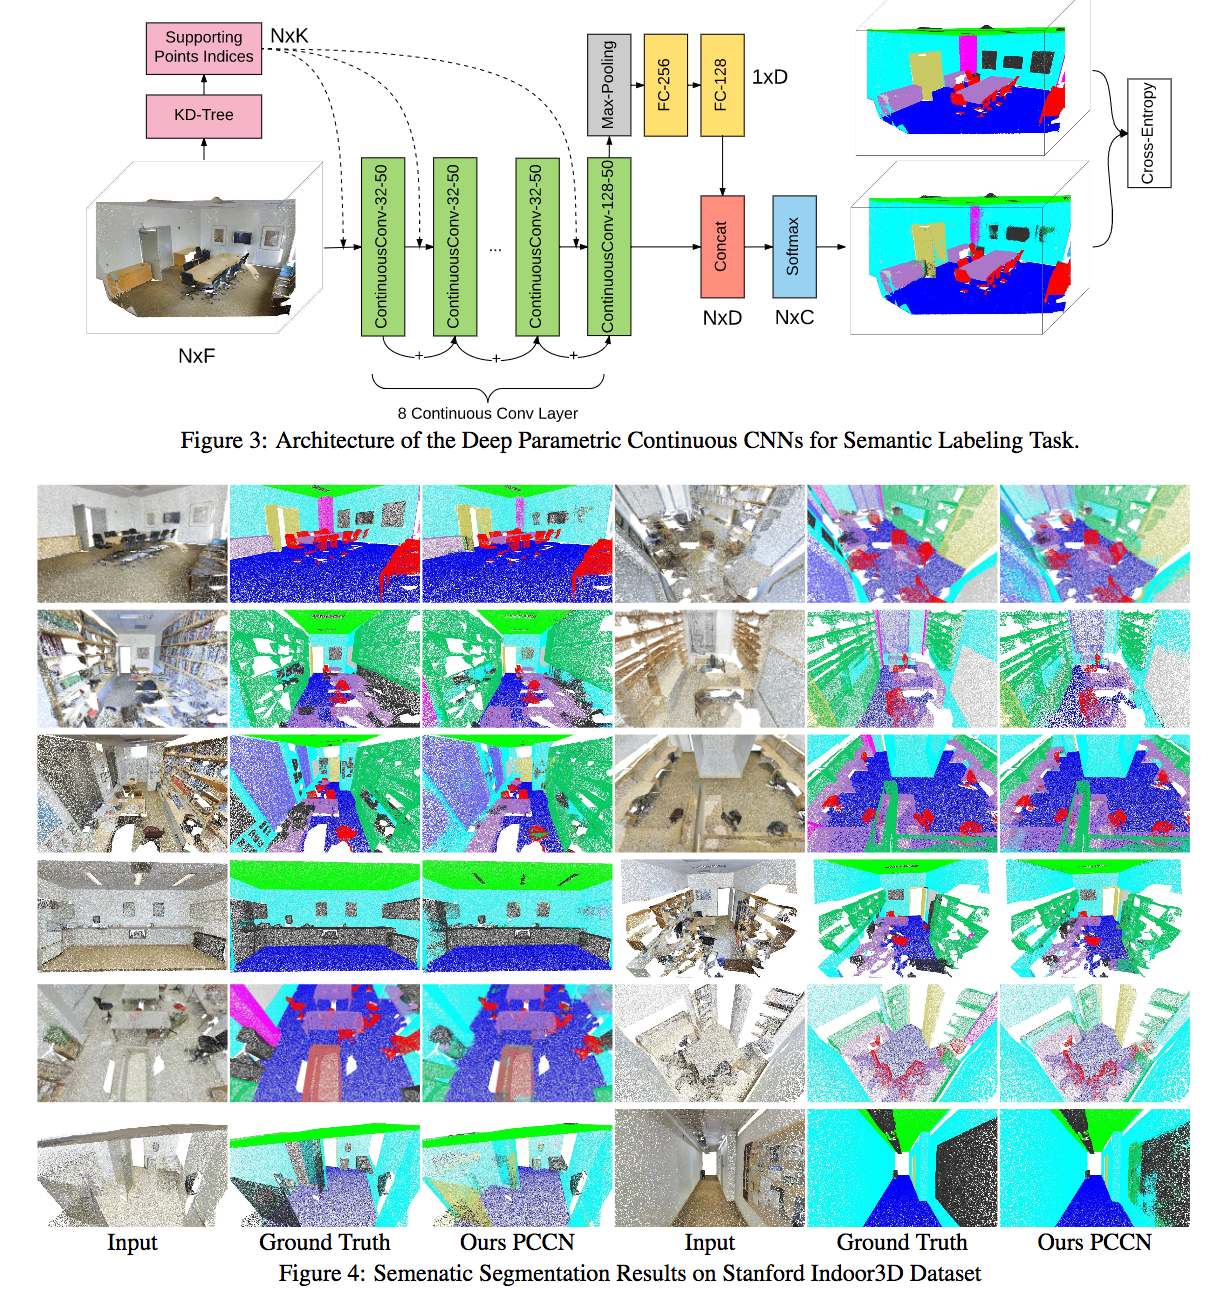 Supporting
Points Indices
NxK
KD-Tree
NxF
ContinuousConv-32-50
ContinuousConv-32-50
...
ContinuousConv-32-50
ContinuousConv-128-50
+
+
+
8 Continuous Conv Layer
Max-Pooling
FC-256
FC-128
1xD
Concat
NxD
Softmax
NxC
Cross-Entropy
Figure 3: Architecture of the Deep Parametric Continuous CNNs for Semantic Labeling Task.
Input
Ground Truth
Ours PCCN
Input
Ground Truth
Ours PCCN
Figure 4: Semenatic Segmentation Results on Stanford Indoor3D Dataset